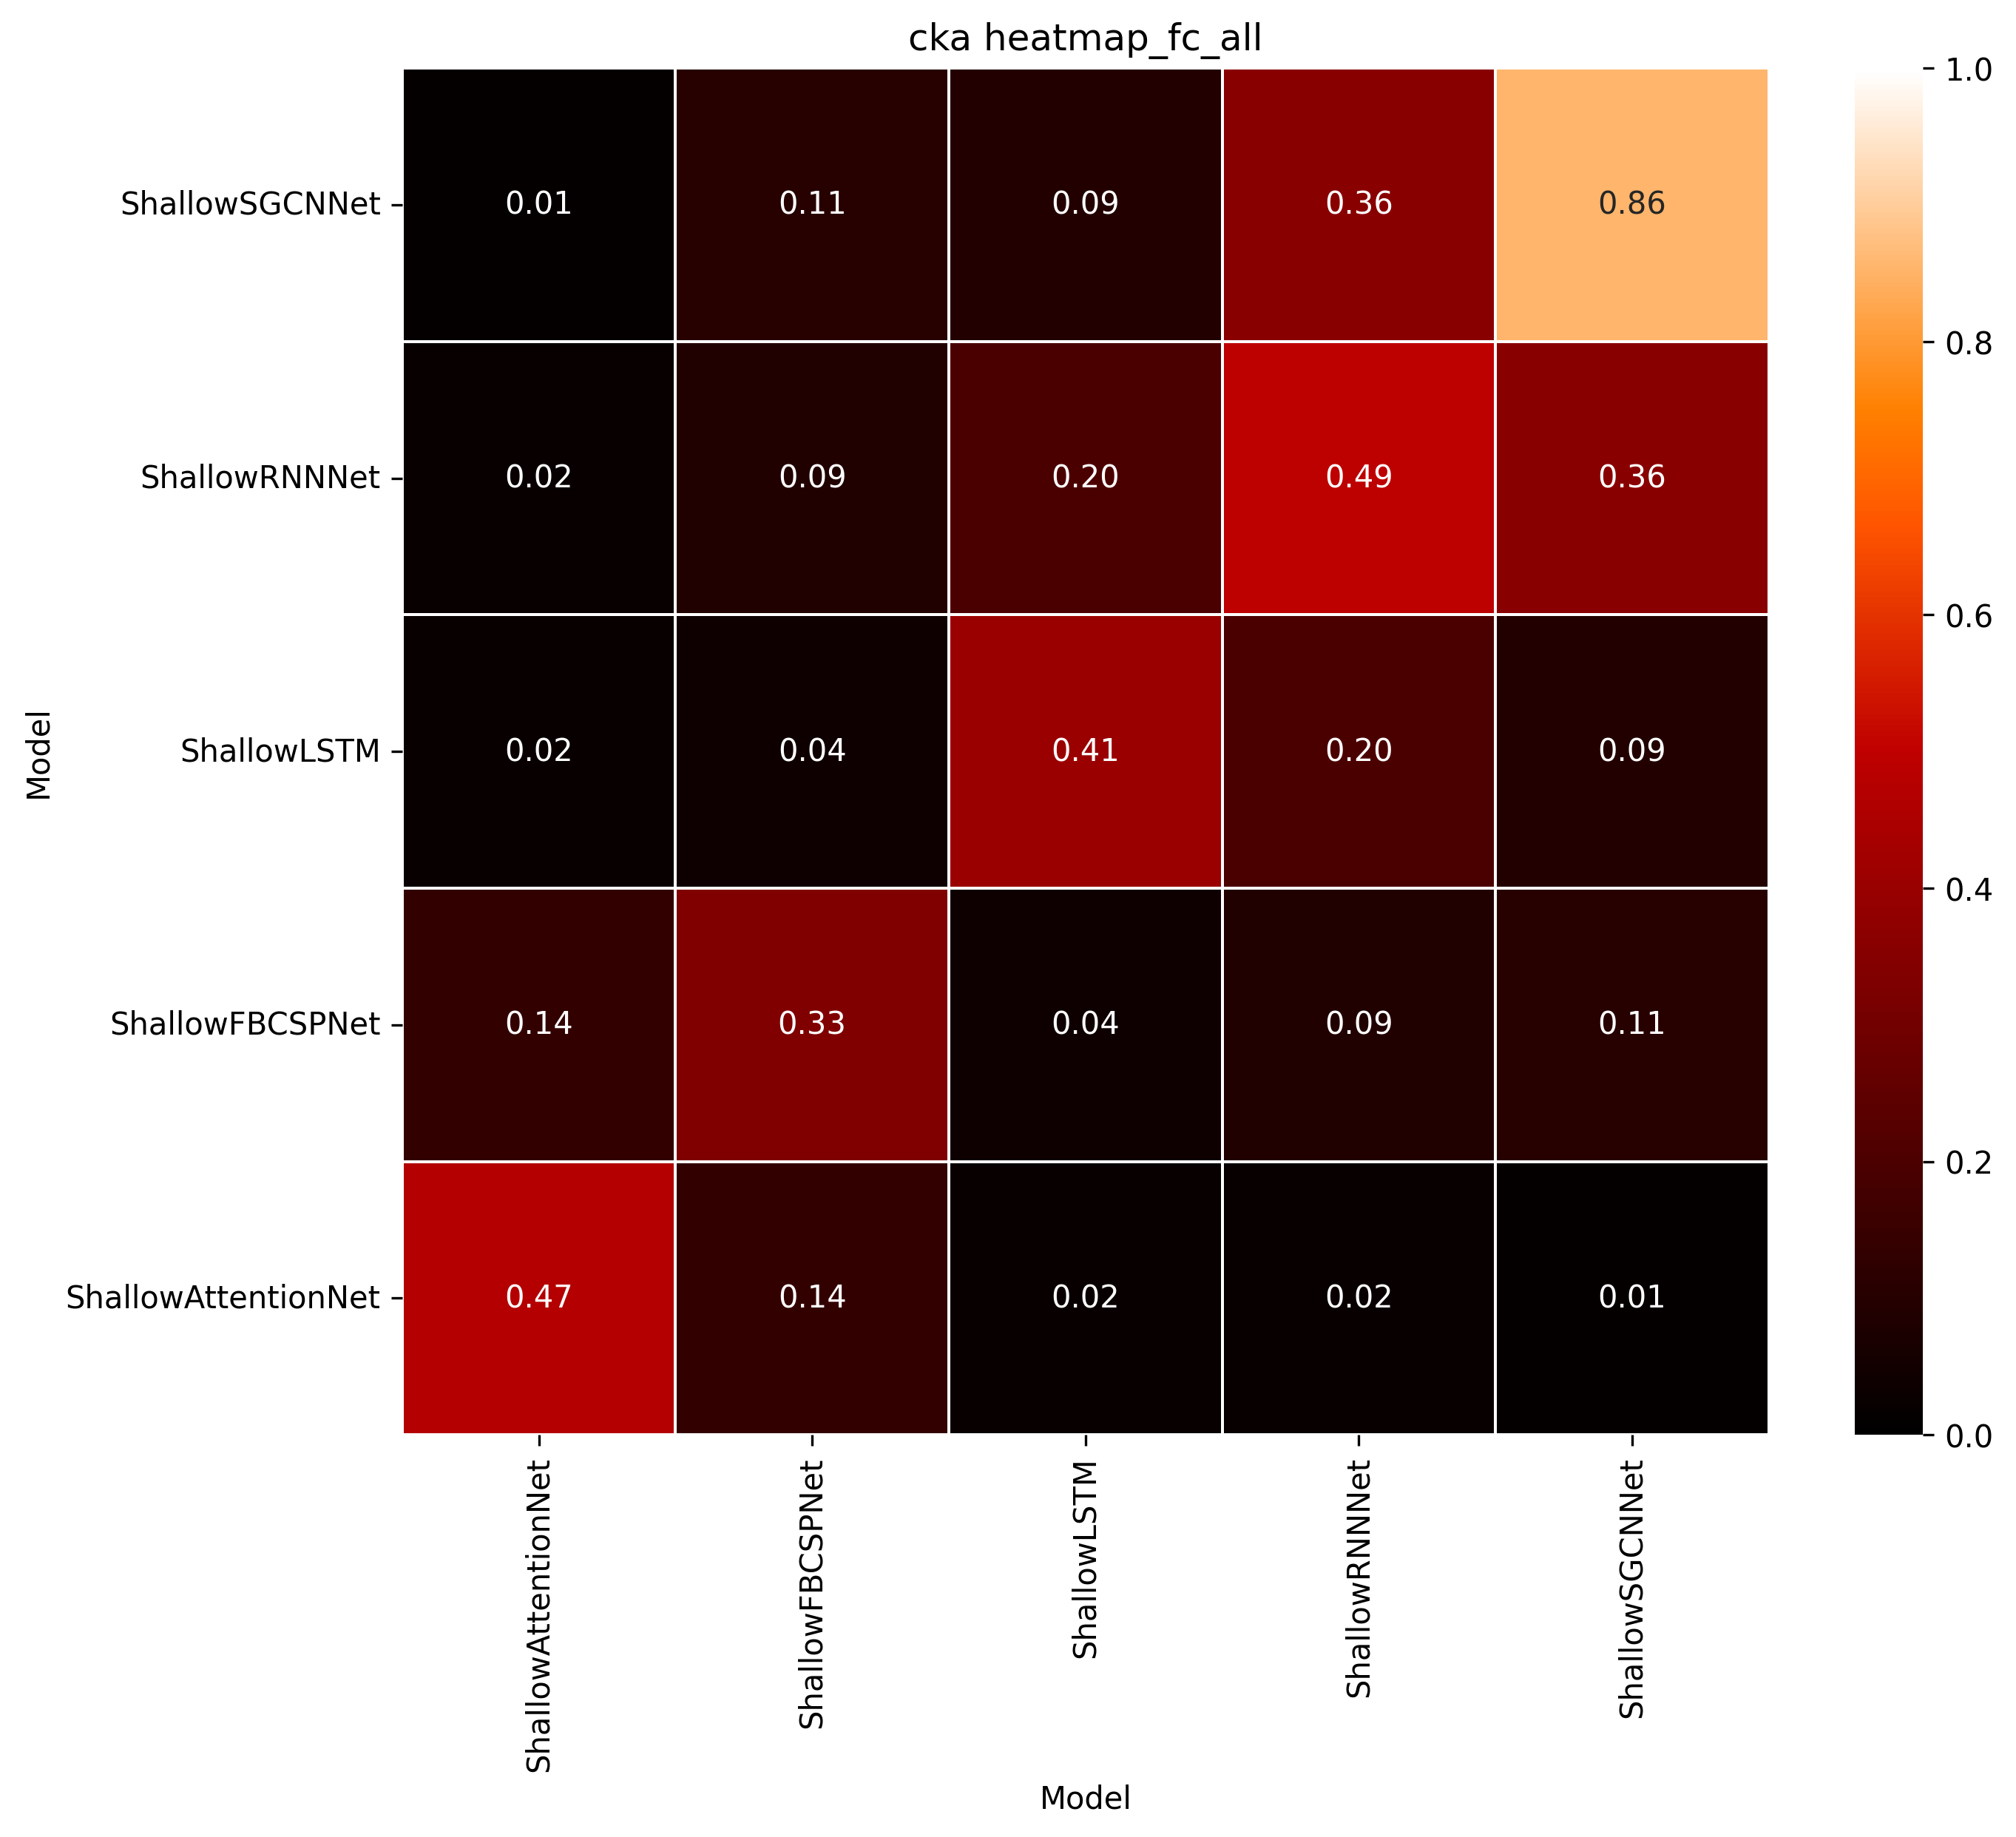 cka heatmap_fc_all
ShallowSGCNNet 0.01 0.11 0.09 0.36 0.86
ShallowRNNNet 0.02 0.09 0.20 0.49 0.36
ShallowLSTM 0.02 0.04 0.41 0.20 0.09
ShallowFBCSPNet 0.14 0.33 0.04 0.09 0.11
ShallowAttentionNet 0.47 0.14 0.02 0.02 0.01
Model
ShallowAttentionNet
ShallowFBCSPNet
ShallowLSTM
ShallowRNNNet
ShallowSGCNNet
Model
1.0
0.8
0.6
0.4
0.2
0.0